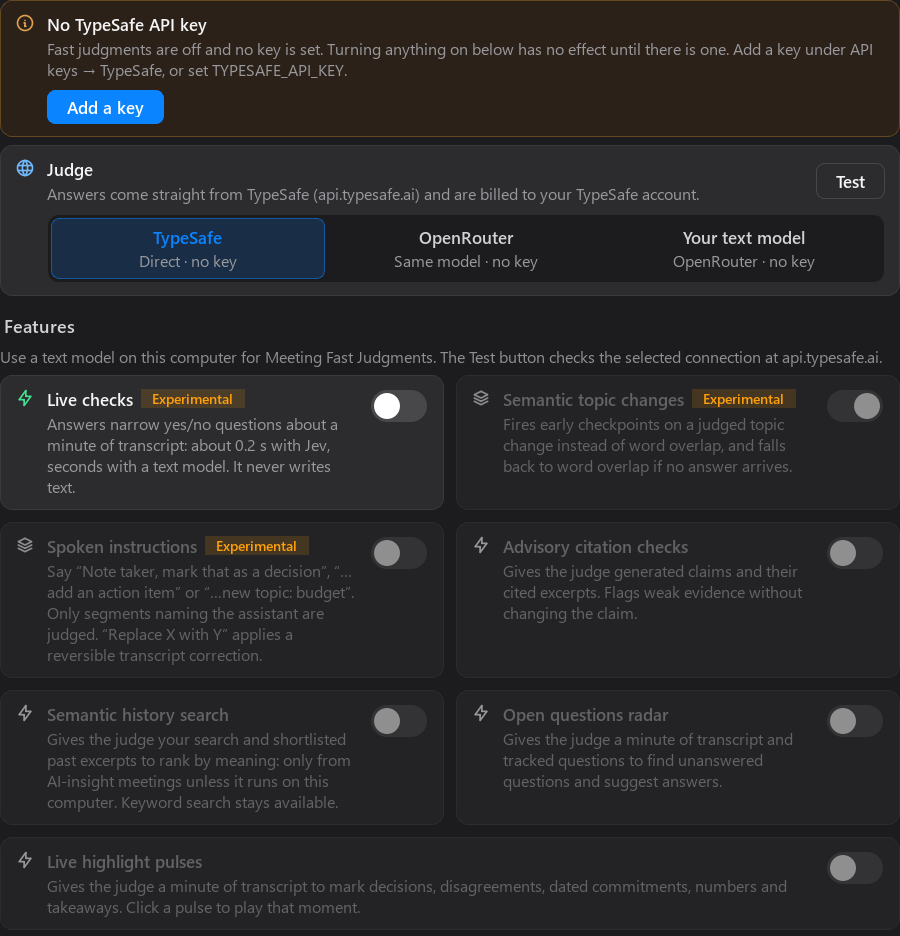 No TypeSafe API key
Fast judgments are off and no key is set. Turning anything on below has no effect until there is one. Add a key under API
keys → TypeSafe, or set TYPESAFE_API_KEY.
Add a key
Judge
Answers come straight from TypeSafe (api.typesafe.ai) and are billed to your TypeSafe account.
Test
TypeSafe
Direct · no key
OpenRouter
Same model · no key
Your text model
OpenRouter · no key
Features
Use a text model on this computer for Meeting Fast Judgments. The Test button checks the selected connection at api.typesafe.ai.
Live checks Experimental
Answers narrow yes/no questions about a
minute of transcript: about 0.2 s with Jev,
seconds with a text model. It never writes
text.
Semantic topic changes Experimental
Fires early checkpoints on a judged topic
change instead of word overlap, and falls
back to word overlap if no answer arrives.
Spoken instructions Experimental
Say “Note taker, mark that as a decision”, “…
add an action item” or “…new topic: budget”.
Only segments naming the assistant are
judged. “Replace X with Y” applies a
reversible transcript correction.
Advisory citation checks
Gives the judge generated claims and their
cited excerpts. Flags weak evidence without
changing the claim.
Semantic history search
Gives the judge your search and shortlisted
past excerpts to rank by meaning: only from
AI-insight meetings unless it runs on this
computer. Keyword search stays available.
Open questions radar
Gives the judge a minute of transcript and
tracked questions to find unanswered
questions and suggest answers.
Live highlight pulses
Gives the judge a minute of transcript to mark decisions, disagreements, dated commitments, numbers and
takeaways. Click a pulse to play that moment.